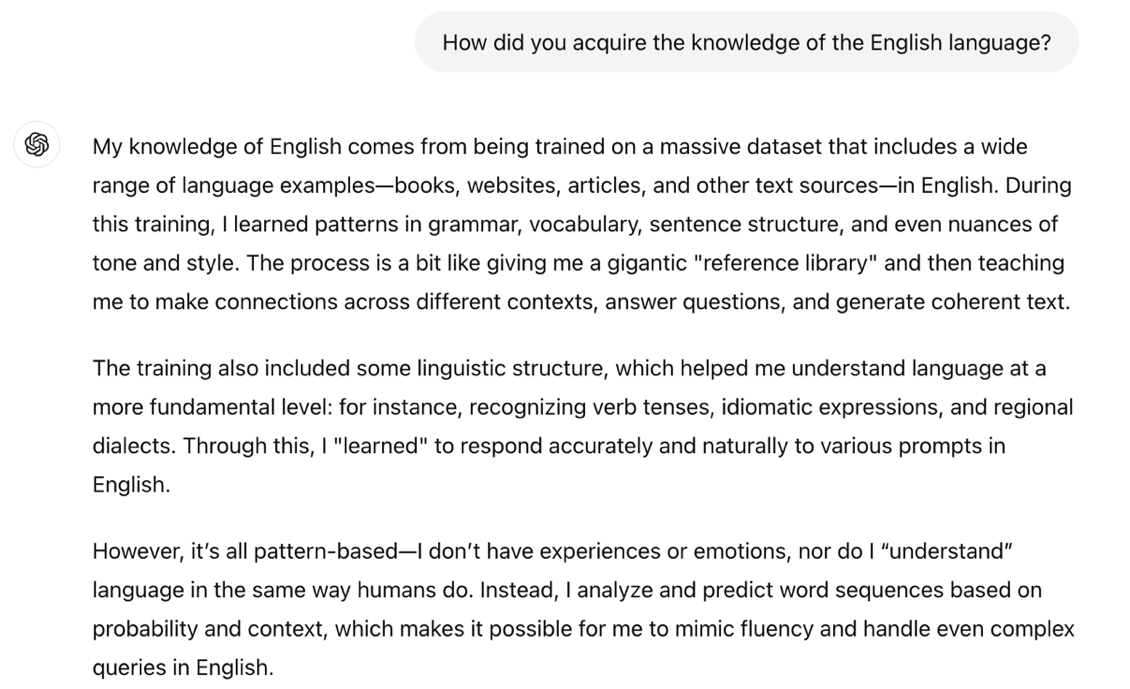 How did you acquire the knowledge of the English language?
My knowledge of English comes from being trained on a massive dataset that includes a wide
range of language examples—books, websites, articles, and other text sources—in English. During
this training, I learned patterns in grammar, vocabulary, sentence structure, and even nuances of
tone and style. The process is a bit like giving me a gigantic "reference library" and then teaching
me to make connections across different contexts, answer questions, and generate coherent text.
The training also included some linguistic structure, which helped me understand language at a
more fundamental level: for instance, recognizing verb tenses, idiomatic expressions, and regional
dialects. Through this, I "learned" to respond accurately and naturally to various prompts in
English.
However, it’s all pattern-based—I don’t have experiences or emotions, nor do I “understand”
language in the same way humans do. Instead, I analyze and predict word sequences based on
probability and context, which makes it possible for me to mimic fluency and handle even complex
queries in English.